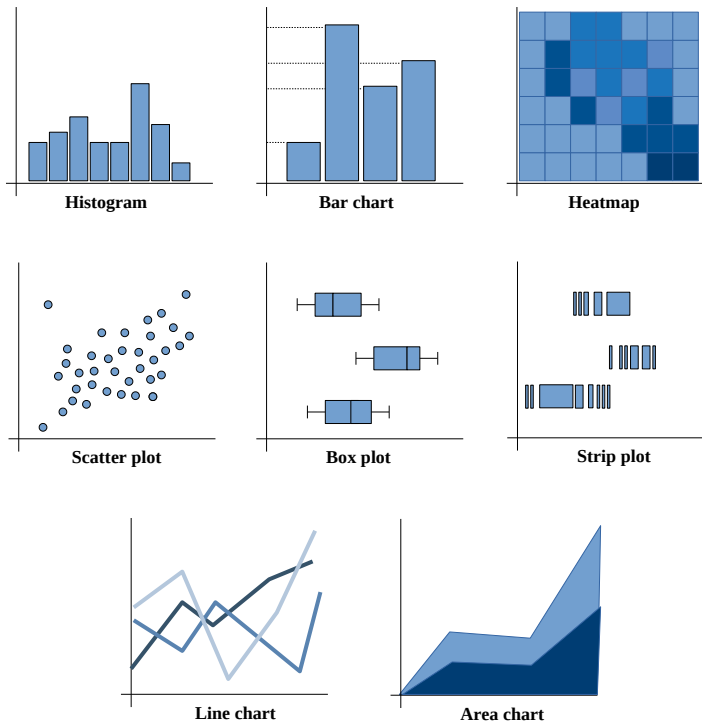 Histogram
Bar chart
Heatmap
Scatter plot
Box plot
Strip plot
Line chart
Area chart